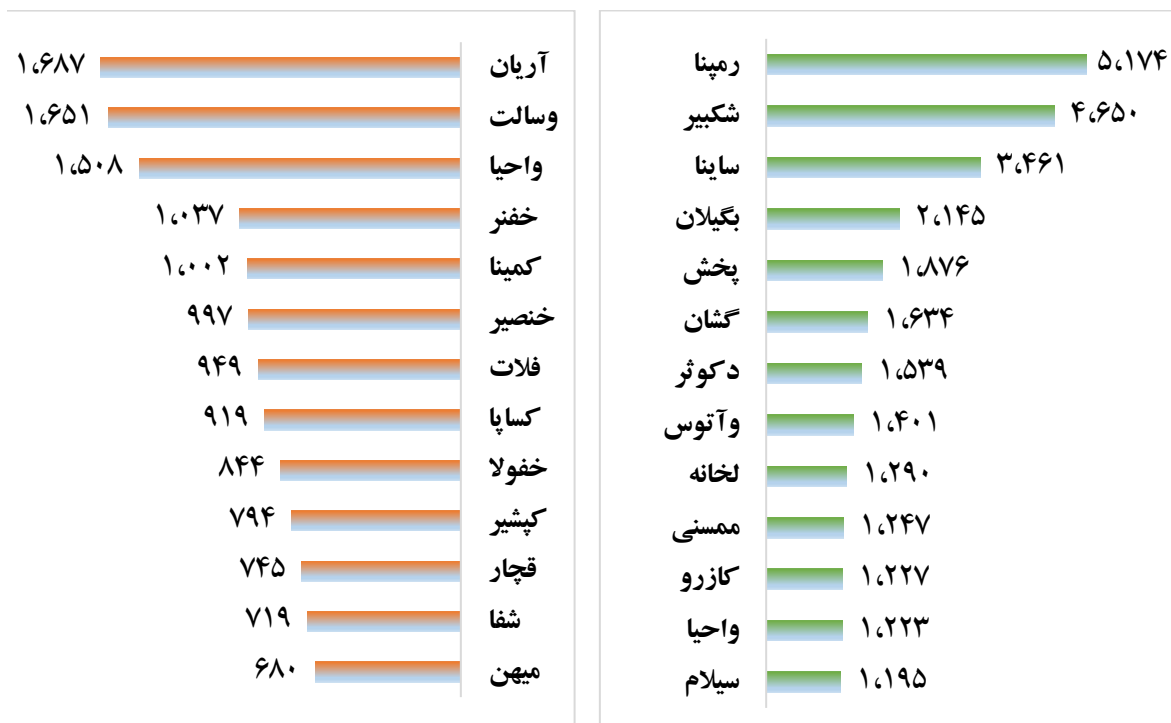 رمپنا ۵،۱۷۴
شکبیر ۴،۶۵۰
ساینا ۳،۴۶۱
بگیلان ۲،۱۴۵
پخش ۱،۸۷۶
گشان ۱،۶۳۴
دکوثر ۱،۵۳۹
وآتوس ۱،۴۰۱
لخانه ۱،۲۹۰
ممسنی ۱،۲۴۷
کازرو ۱،۲۲۷
واحیا ۱،۲۲۳
سیلام ۱،۱۹۵
آریان ۱،۶۸۷
وسالت ۱،۶۵۱
واحیا ۱،۵۰۸
خفنر ۱،۰۳۷
کمینا ۱،۰۰۲
خنصیر ۹۹۷
فلات ۹۴۹
کساپا ۹۱۹
خفولا ۸۴۴
کپشیر ۷۹۴
قچار ۷۴۵
شفا ۷۱۹
میهن ۶۸۰